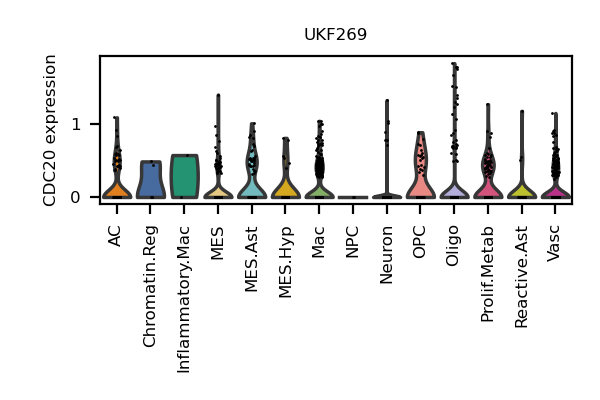 UKF269
CDC20 expression
1
0
AC
Chromatin.Reg
Inflammatory.Mac
MES
MES.Ast
MES.Hyp
Mac
NPC
Neuron
OPC
Oligo
Prolif.Metab
Reactive.Ast
Vasc